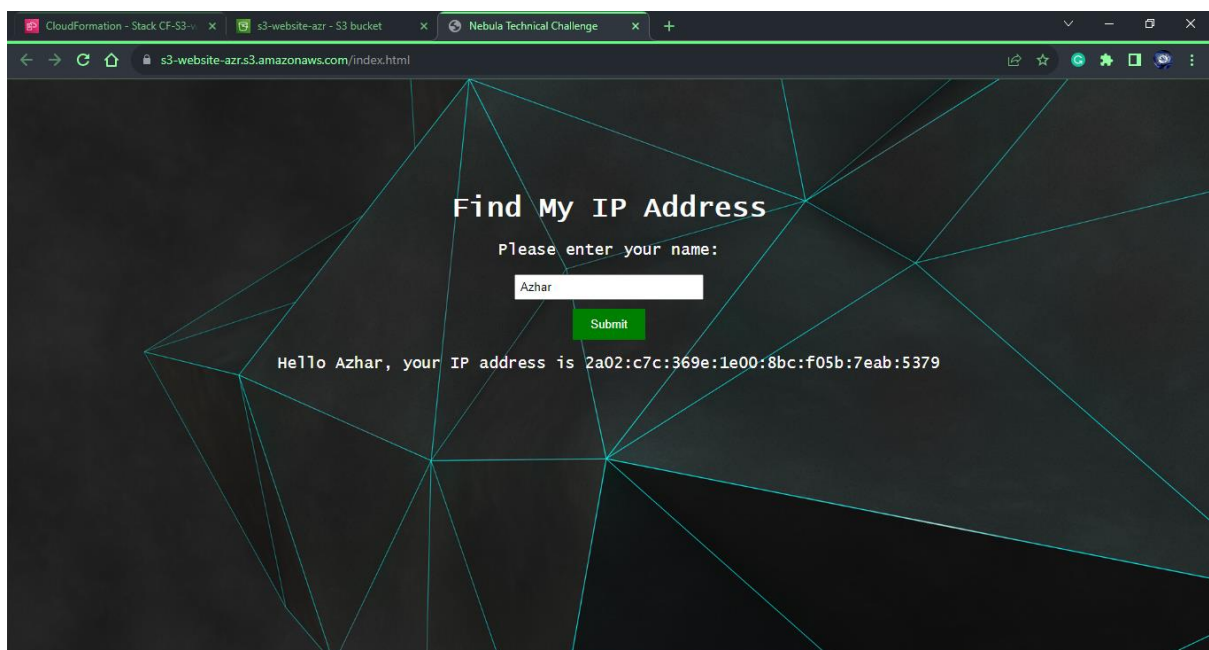 CloudFormation - Stack CF-S3-
s3-website-azr - S3 bucket
Nebula Technical Challenge
s3-website-azr.s3.amazonaws.com/index.html
Find My IP Address
Please enter your name:
Azhar
Submit
Hello Azhar, your IP address is 2a02:c7c:369e:1e00:8bc:f05b:7eab:5379